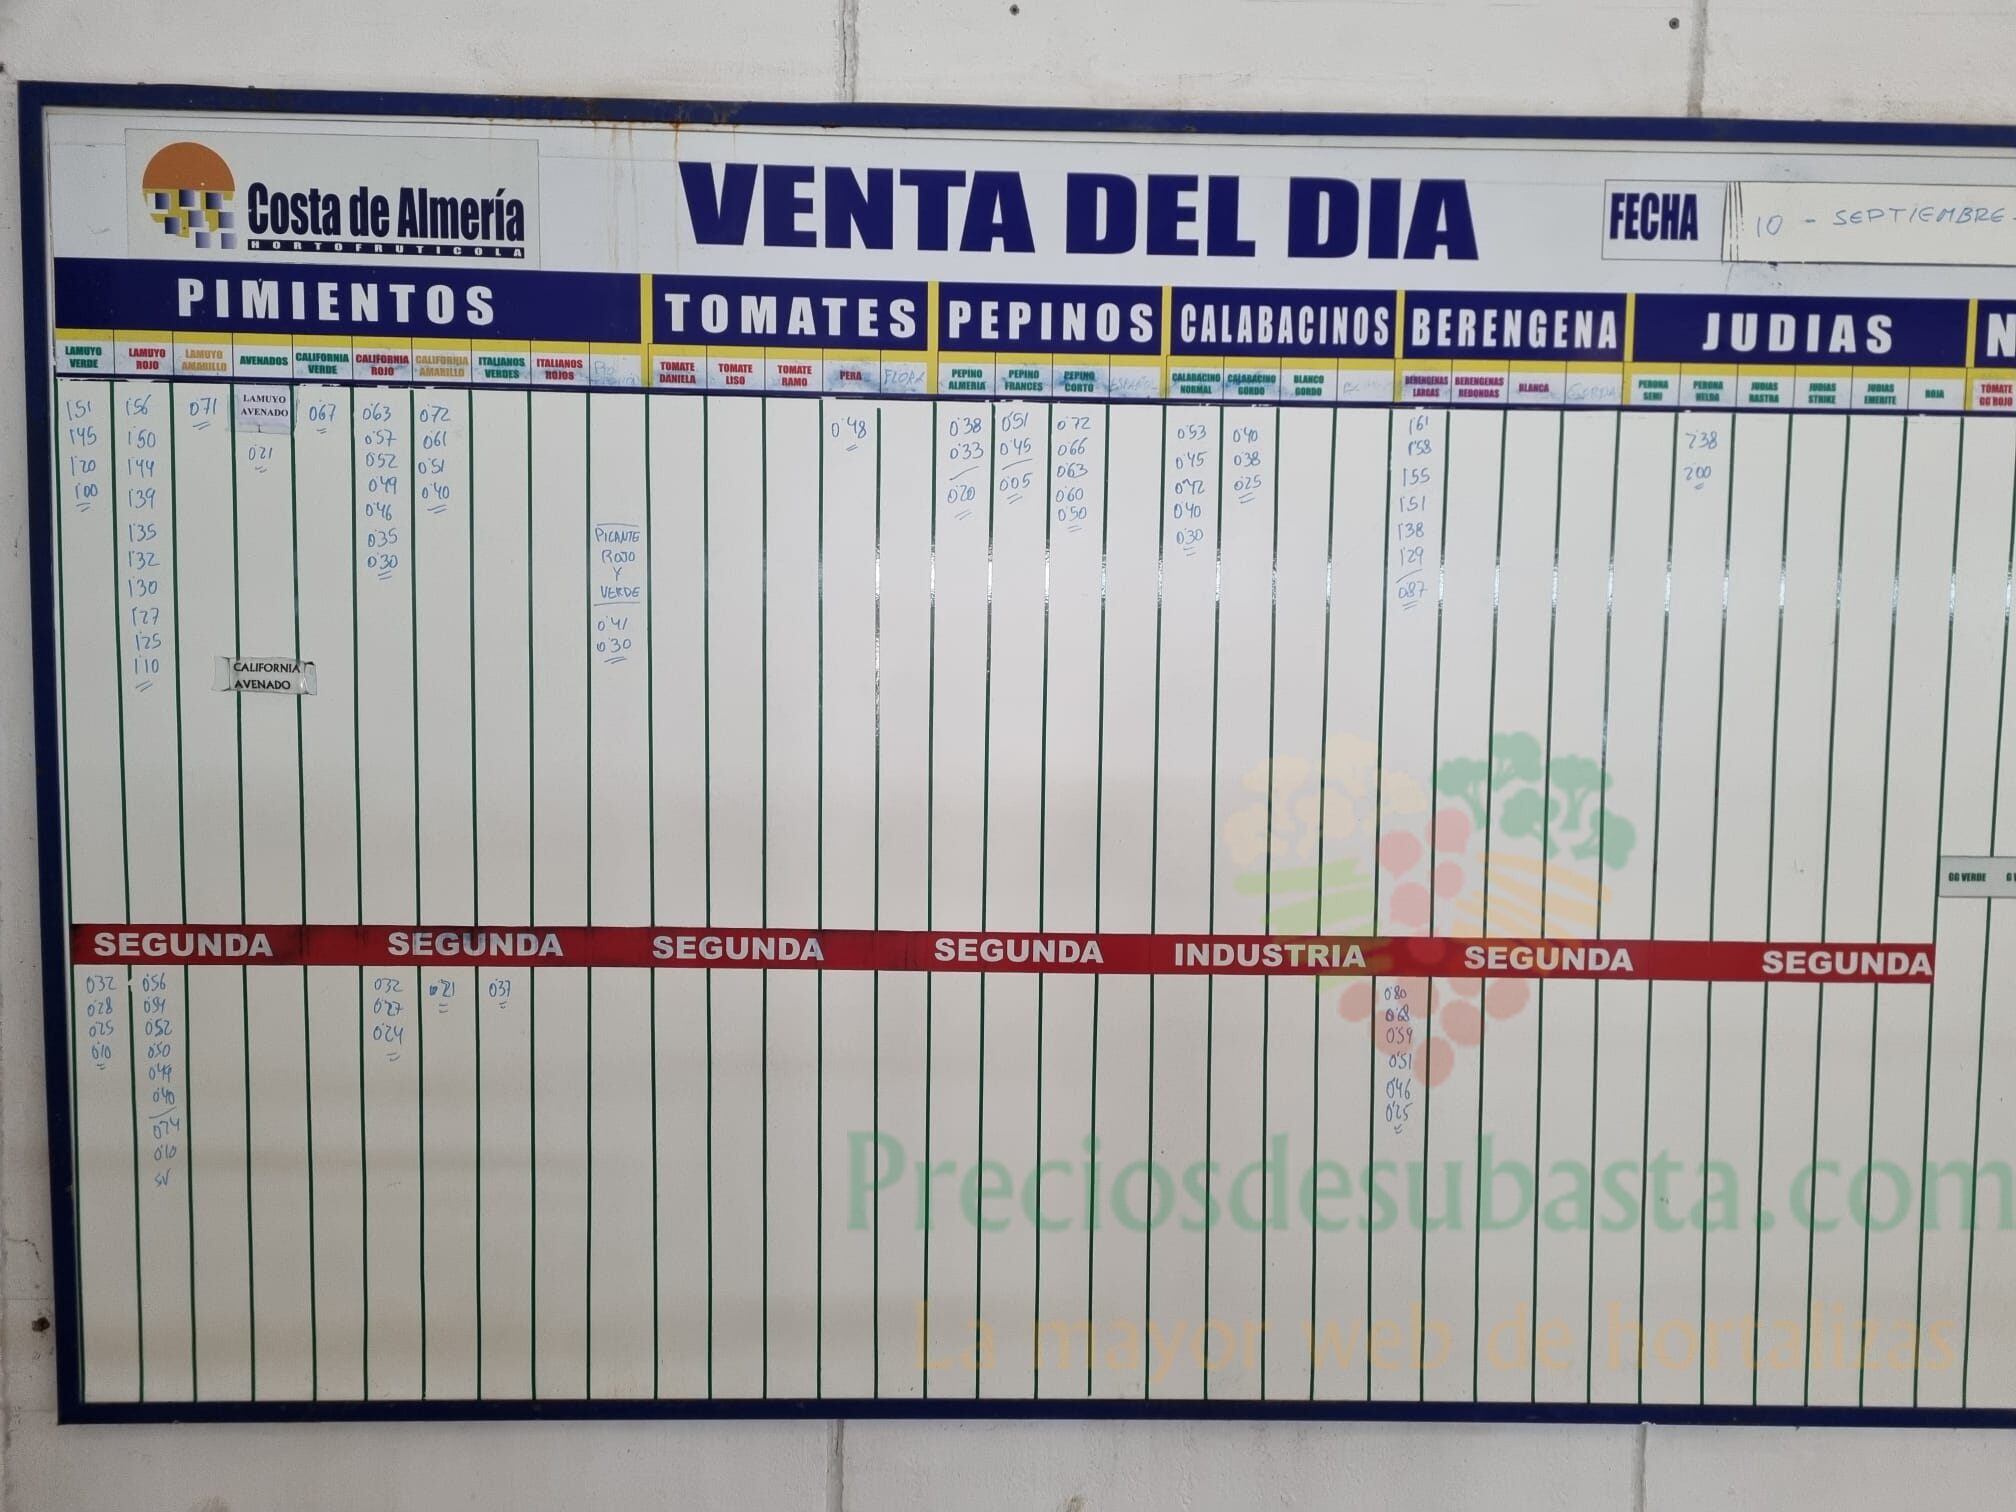 Costa de Almería
HORTOFRUTICOLA
VENTA DEL DIA
FECHA
10 - SEPTIEMBRE
PIMIENTOS
TOMATES
PEPINOS
CALABACINOS
BERENGENA
JUDIAS
N
LAMUYO VERDE
LAMUYO ROJO
LAMUYO AMARILLO
AVENADOS
CALIFORNIA VERDE
CALIFORNIA ROJO
CALIFORNIA AMARILLO
ITALIANOS VERDES
ITALIANOS ROJOS
TOMATE DANIELA
TOMATE LISO
TOMATE RAMO
PERA
FLORA
PEPINO ALMERIA
PEPINO FRANCES
PEPINO CORTO
ESPAÑOL
CALABACINO NORMAL
CALABACINO GORDO
BLANCO GORDO
BERENGENAS LARGAS
BERENGENAS REDONDAS
BLANCA
GORDAS
PERONA SEMI
PERONA HELDA
JUDIAS RASTRA
JUDIAS STRIKE
JUDIAS EMERITE
ROJA
TOMATE GG ROJO
1'51
1'45
1'20
1'00
1'56
1'50
1'44
1'39
1'35
1'32
1'30
1'27
1'25
1'10
0'71
LAMUYO
AVENADO
0'21
CALIFORNIA
AVENADO
0'67
0'63
0'57
0'52
0'49
0'46
0'35
0'30
0'72
0'61
0'51
0'40
PICANTE
ROJO
Y
VERDE
0'41
0'30
0'48
0'38
0'33
0'20
0'51
0'45
0'05
0'72
0'66
0'63
0'60
0'50
0'53
0'45
0'42
0'40
0'30
0'40
0'38
0'25
1'61
1'58
1'55
1'51
1'38
1'29
0'87
2'38
2'00
GG VERDE
SEGUNDA
SEGUNDA
SEGUNDA
SEGUNDA
INDUSTRIA
SEGUNDA
SEGUNDA
0'32
0'28
0'25
0'10
0'56
0'54
0'52
0'50
0'49
0'40
0'24
0'10
SV
0'32
0'27
0'24
0'21
0'37
0'80
0'68
0'59
0'51
0'46
0'25
Preciosdesubasta.com
La mayor web de hortalizas